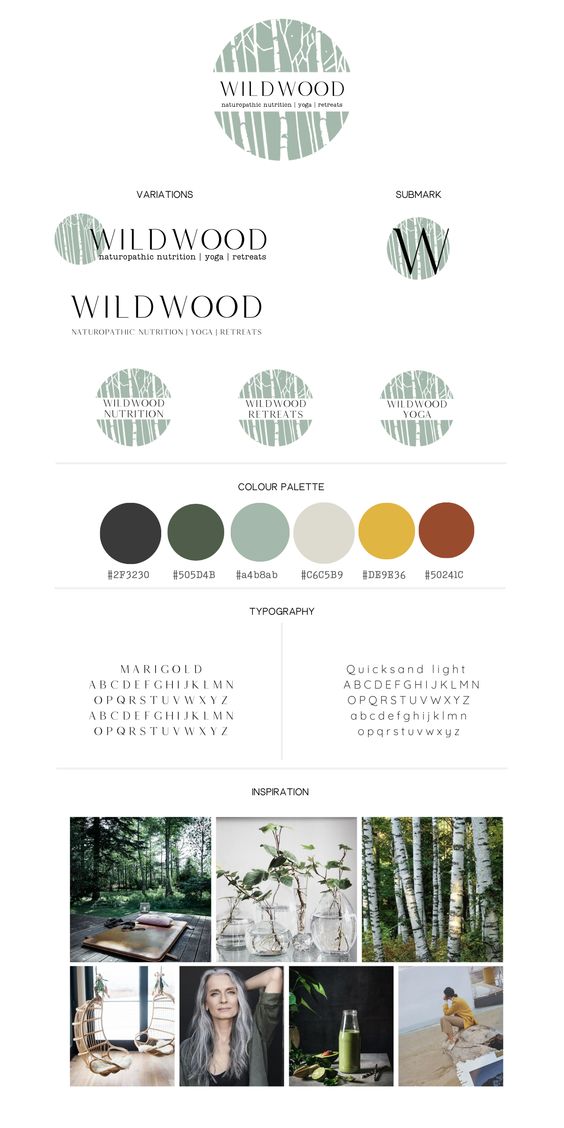 WILDWOOD
naturopathic nutrition | yoga | retreats
VARIATIONS
SUBMARK
WILDWOOD
naturopathic nutrition | yoga | retreats
W
WILDWOOD
NATUROPATHIC NUTRITION | YOGA | RETREATS
WILDWOOD
NUTRITION
WILDWOOD
RETREATS
WILDWOOD
YOGA
COLOUR PALETTE
#2F3230
#505D4B
#a4b8ab
#C6C5B9
#DE9E36
#50241C
TYPOGRAPHY
MARIGOLD
ABCDEFGHIJKLMN
OPQRSTUVWXYZ
ABCDEFGHIJKLMN
OPQRSTUVWXYZ
Quicksand light
ABCDEFGHIJKLMN
OPQRSTUVWXYZ
abcdefghijklmn
opqrstuvwxyz
INSPIRATION